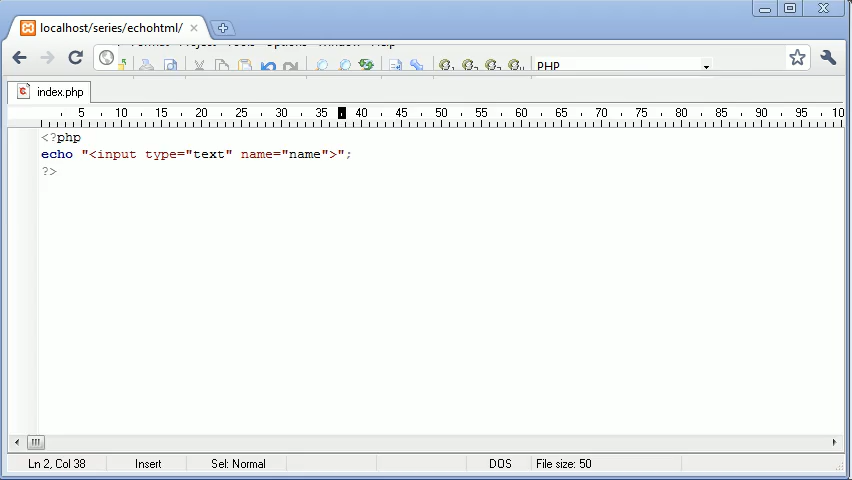 localhost/series/echohtml/
PHP
index.php
5 10 15 20 25 30 35 40 45 50 55 60 65 70 75 80 85 90 95 10
<?php
echo "<input type="text" name="name">";
?>
Ln 2, Col 38 Insert Sel: Normal DOS File size: 50